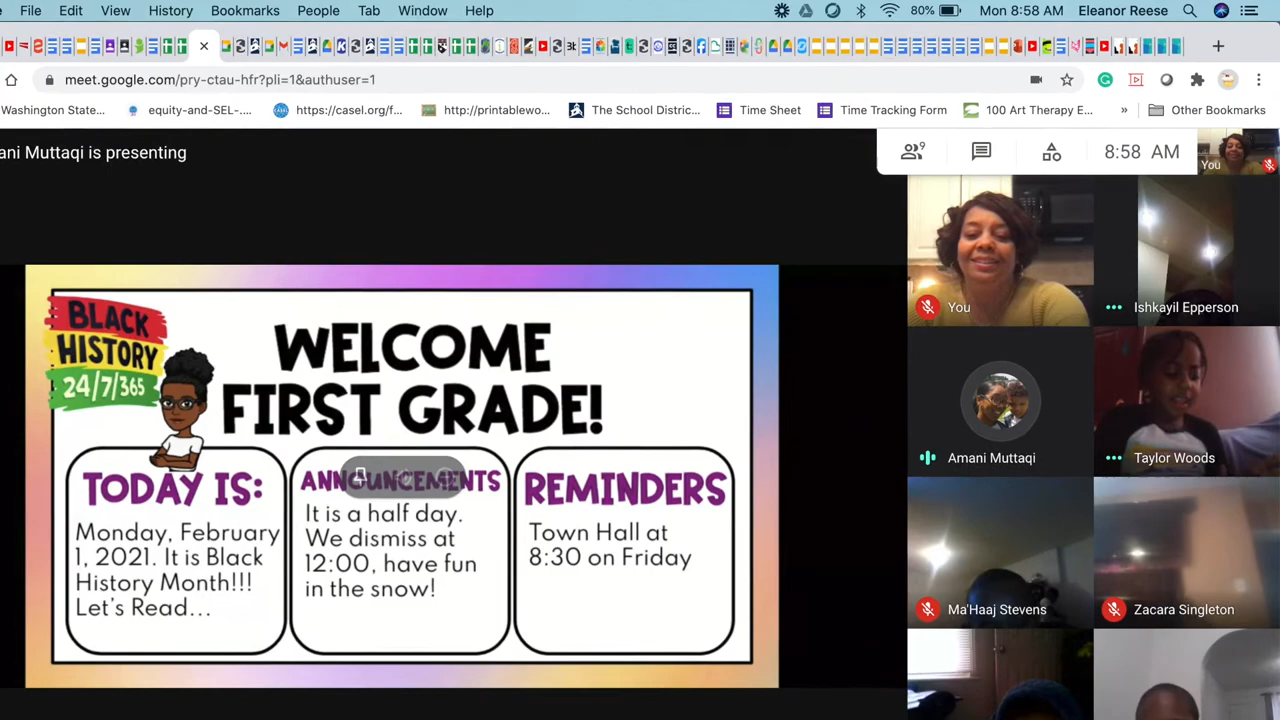 File Edit View History Bookmarks People Tab Window Help 80% Mon 8:58 AM Eleanor Reese
meet.google.com/pry-ctau-hfr?pli=1&authuser=1
Washington State... equity-and-SEL-... https://casel.org/f... http://printablewo... The School Distric... Time Sheet Time Tracking Form 100 Art Therapy E... » Other Bookmarks
ani Muttaqi is presenting
9
8:58 AM
You
You
Ishkayil Epperson
Amani Muttaqi
Taylor Woods
Ma'Haaj Stevens
Zacara Singleton
BLACK
HISTORY
24/7/365
WELCOME
FIRST GRADE!
TODAY IS:
Monday, February
1, 2021. It is Black
History Month!!!
Let's Read...
ANNOUNCEMENTS
It is a half day.
We dismiss at
12:00, have fun
in the snow!
REMINDERS
Town Hall at
8:30 on Friday